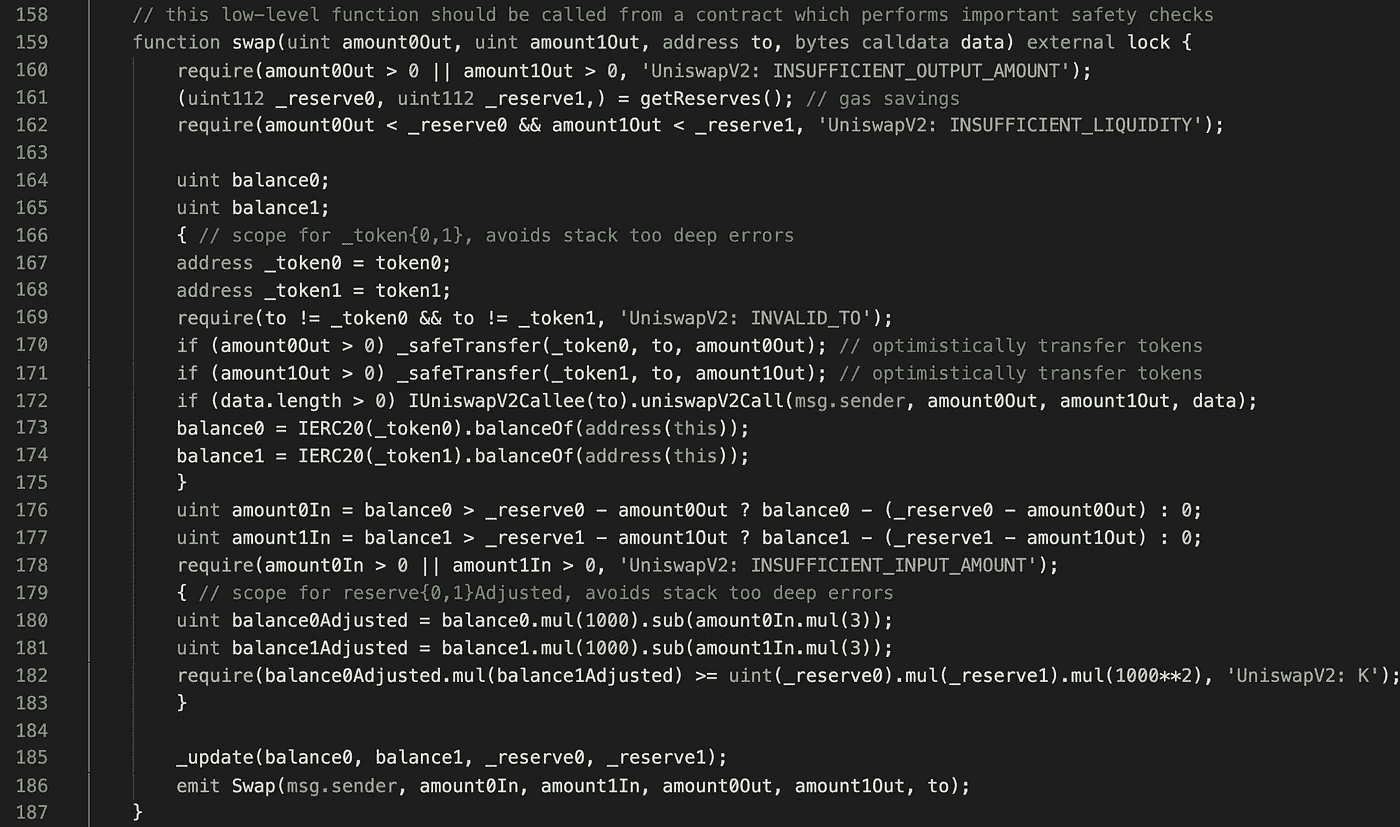 158 // this low-level function should be called from a contract which performs important safety checks
159 function swap(uint amount0Out, uint amount1Out, address to, bytes calldata data) external lock {
160 require(amount0Out > 0 || amount1Out > 0, 'UniswapV2: INSUFFICIENT_OUTPUT_AMOUNT');
161 (uint112 _reserve0, uint112 _reserve1,) = getReserves(); // gas savings
162 require(amount0Out < _reserve0 && amount1Out < _reserve1, 'UniswapV2: INSUFFICIENT_LIQUIDITY');
163
164 uint balance0;
165 uint balance1;
166 { // scope for _token{0,1}, avoids stack too deep errors
167 address _token0 = token0;
168 address _token1 = token1;
169 require(to != _token0 && to != _token1, 'UniswapV2: INVALID_TO');
170 if (amount0Out > 0) _safeTransfer(_token0, to, amount0Out); // optimistically transfer tokens
171 if (amount1Out > 0) _safeTransfer(_token1, to, amount1Out); // optimistically transfer tokens
172 if (data.length > 0) IUniswapV2Callee(to).uniswapV2Call(msg.sender, amount0Out, amount1Out, data);
173 balance0 = IERC20(_token0).balanceOf(address(this));
174 balance1 = IERC20(_token1).balanceOf(address(this));
175 }
176 uint amount0In = balance0 > _reserve0 - amount0Out ? balance0 - (_reserve0 - amount0Out) : 0;
177 uint amount1In = balance1 > _reserve1 - amount1Out ? balance1 - (_reserve1 - amount1Out) : 0;
178 require(amount0In > 0 || amount1In > 0, 'UniswapV2: INSUFFICIENT_INPUT_AMOUNT');
179 { // scope for reserve{0,1}Adjusted, avoids stack too deep errors
180 uint balance0Adjusted = balance0.mul(1000).sub(amount0In.mul(3));
181 uint balance1Adjusted = balance1.mul(1000).sub(amount1In.mul(3));
182 require(balance0Adjusted.mul(balance1Adjusted) >= uint(_reserve0).mul(_reserve1).mul(1000**2), 'UniswapV2: K');
183 }
184
185 _update(balance0, balance1, _reserve0, _reserve1);
186 emit Swap(msg.sender, amount0In, amount1In, amount0Out, amount1Out, to);
187 }